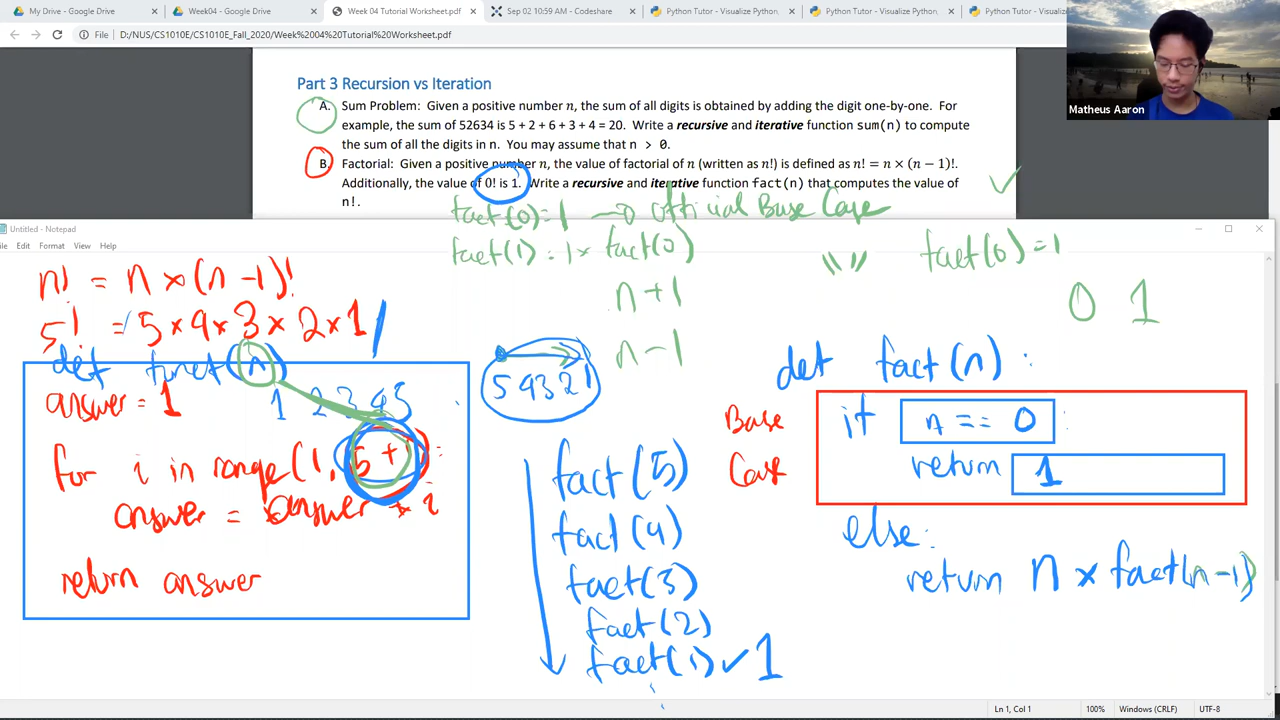 My Drive - Google Drive
Week04 - Google Drive
Week 04 Tutorial Worksheet.pdf
Sep 02 10:59 AM - Codeshare
Python Tutor - Visualize Python
Python Tutor - Visualize Python
Python Tutor - Visualize
File | D:/NUS/CS1010E/CS1010E_Fall_2020/Week%2004%20Tutorial%20Worksheet.pdf
Matheus Aaron
Part 3 Recursion vs Iteration
A. Sum Problem: Given a positive number n, the sum of all digits is obtained by adding the digit one-by-one. For
example, the sum of 52634 is 5 + 2 + 6 + 3 + 4 = 20. Write a recursive and iterative function sum(n) to compute
the sum of all the digits in n. You may assume that n > 0.
B. Factorial: Given a positive number n, the value of factorial of n (written as n!) is defined as n! = n × (n − 1)!.
Additionally, the value of 0! is 1. Write a recursive and iterative function fact(n) that computes the value of
n!.
fact(0)=1 → Official Base Case
fact(1) = 1 × fact(0)
" "
fact(0) = 1
n+1
n-1
0 1
Untitled - Notepad
File Edit Format View Help
n! = n × (n-1)!
5! = 5 × 4 × 3 × 2 × 1
def funct(n)
answer = 1
1 2 3 4 5
for i in range(1, 5+1):
answer = answer * i
return answer
5 4 3 2 1
fact(5)
fact(4)
fact(3)
fact(2)
fact(1) ✓ 1
def fact(n):
Base
Case
if n == 0 :
return 1
else:
return n × fact(n-1)
Ln 1, Col 1
100%
Windows (CRLF)
UTF-8